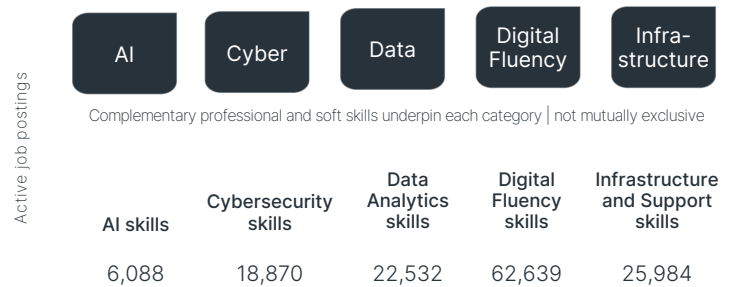 AI
Cyber
Data
Digital
Fluency
Infra-
structure
Complementary professional and soft skills underpin each category | not mutually exclusive
Active job postings
AI skills
Cybersecurity
skills
Data
Analytics
skills
Digital
Fluency
skills
Infrastructure
and Support
skills
6,088
18,870
22,532
62,639
25,984